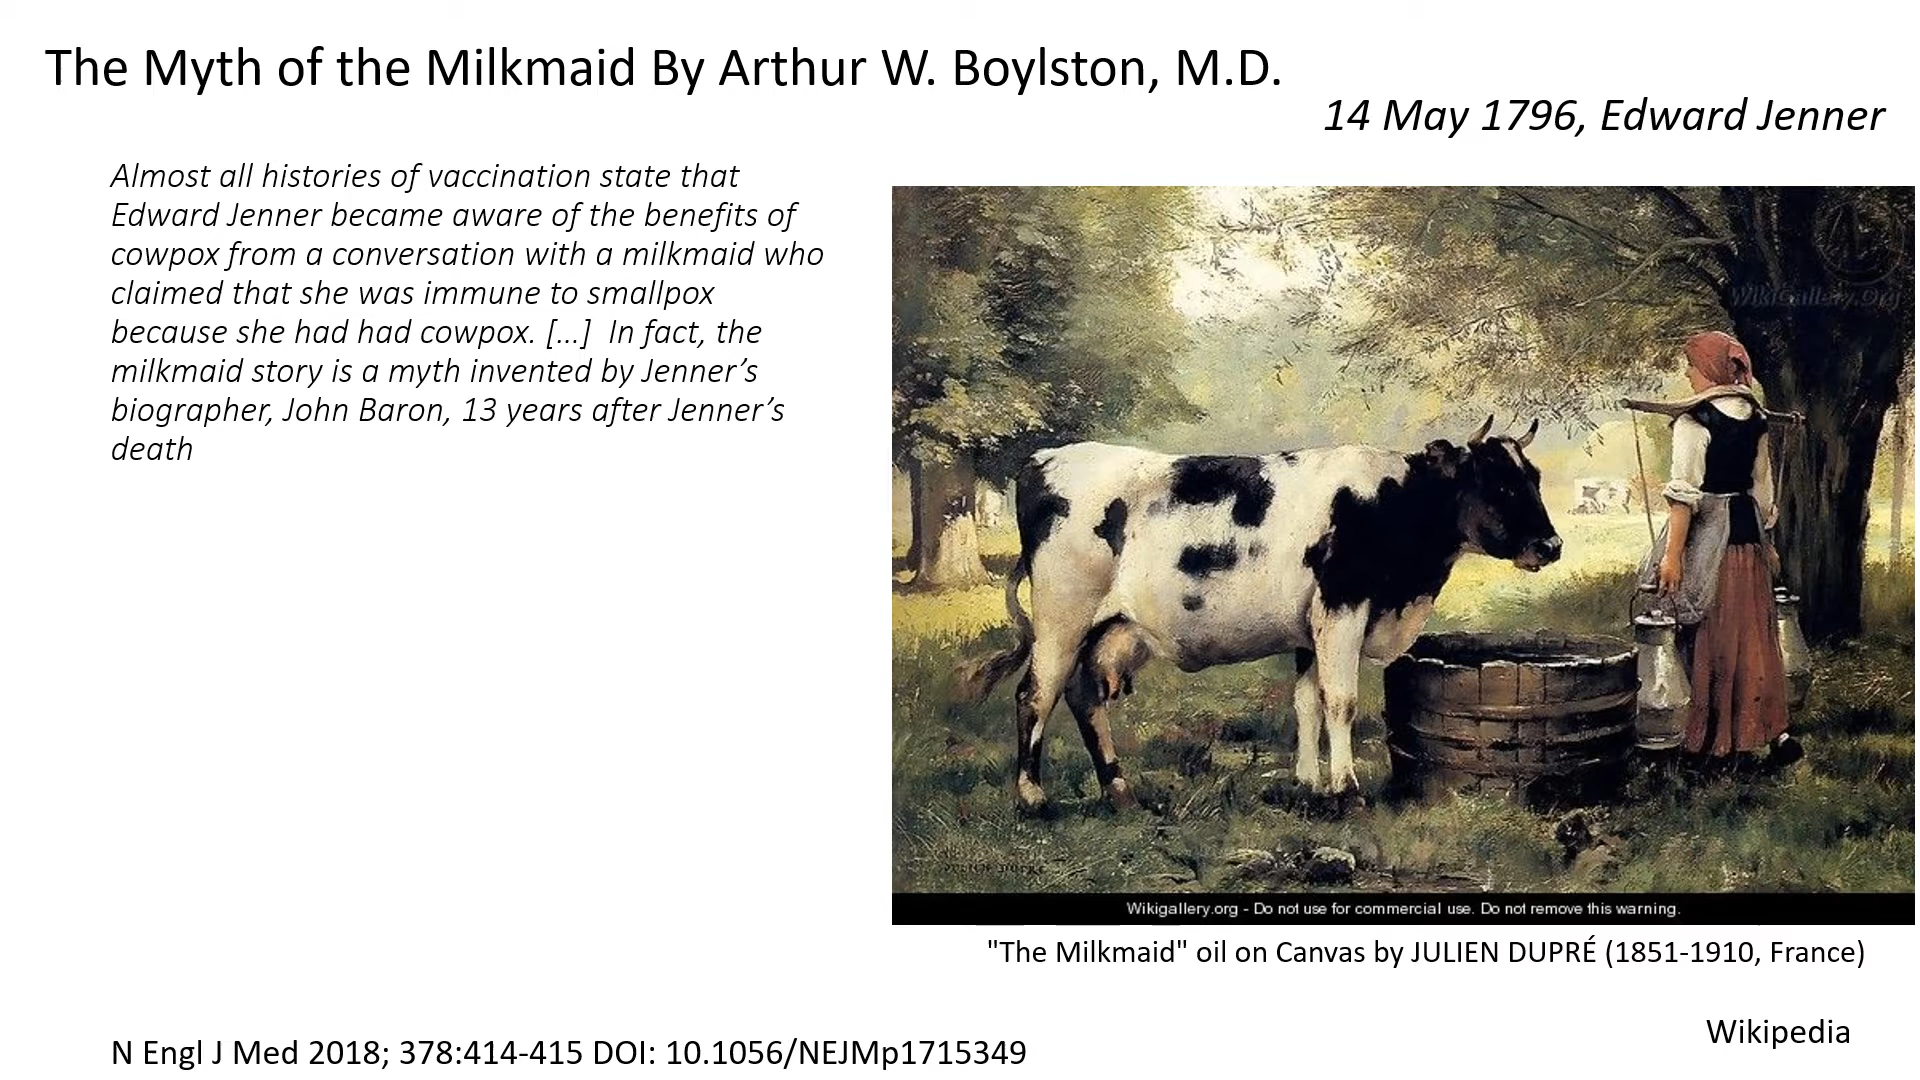 The Myth of the Milkmaid By Arthur W. Boylston, M.D.
14 May 1796, Edward Jenner
Almost all histories of vaccination state that
Edward Jenner became aware of the benefits of
cowpox from a conversation with a milkmaid who
claimed that she was immune to smallpox
because she had had cowpox. [...]  In fact, the
milkmaid story is a myth invented by Jenner’s
biographer, John Baron, 13 years after Jenner’s
death
WikiGallery.Org
JULIEN DUPRE
Wikigallery.org - Do not use for commercial use. Do not remove this warning.
"The Milkmaid" oil on Canvas by JULIEN DUPRÉ (1851-1910, France)
Wikipedia
N Engl J Med 2018; 378:414-415 DOI: 10.1056/NEJMp1715349